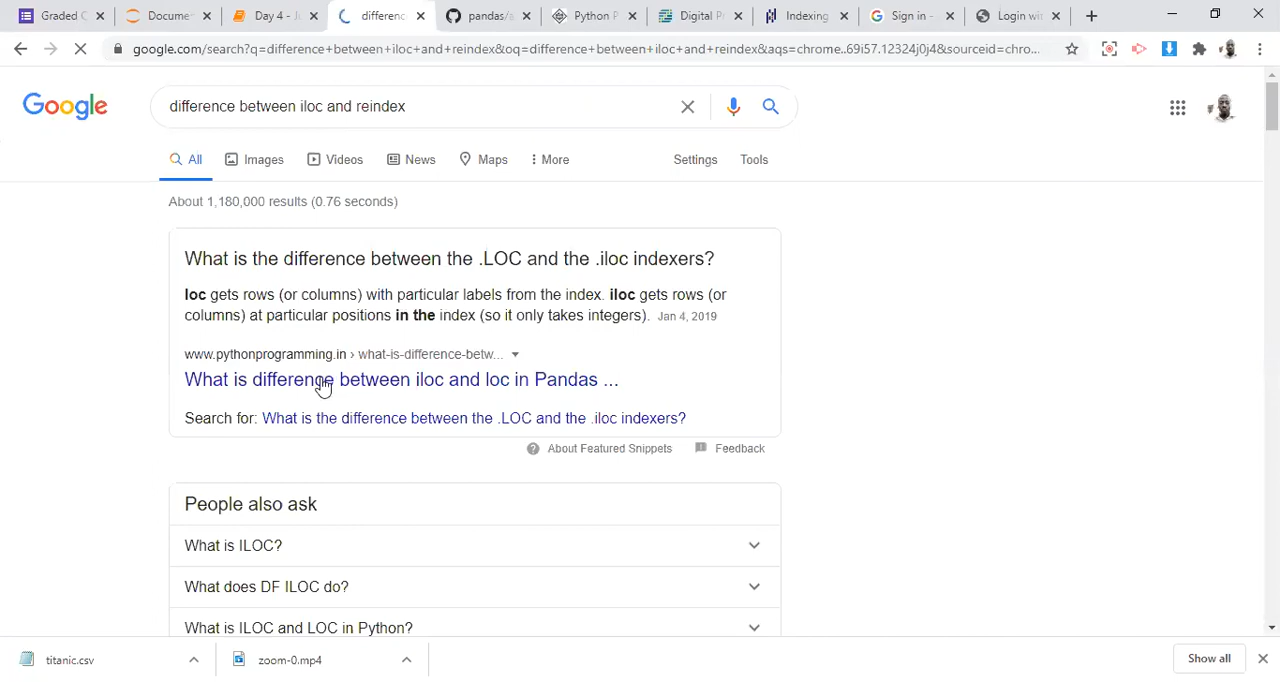 Graded C
Docume
Day 4 - Ju
differenc
pandas/a
Python P
Digital P
Indexing
Sign in -
Login wit
google.com/search?q=difference+between+iloc+and+reindex&oq=difference+between+iloc+and+reindex&aqs=chrome..69i57.12324j0j4&sourceid=chro...
Google
difference between iloc and reindex
All
Images
Videos
News
Maps
More
Settings
Tools
About 1,180,000 results (0.76 seconds)
What is the difference between the .LOC and the .iloc indexers?
loc gets rows (or columns) with particular labels from the index. iloc gets rows (or
columns) at particular positions in the index (so it only takes integers). Jan 4, 2019
www.pythonprogramming.in › what-is-difference-betw...
What is difference between iloc and loc in Pandas ...
Search for: What is the difference between the .LOC and the .iloc indexers?
About Featured Snippets
Feedback
People also ask
What is ILOC?
What does DF ILOC do?
What is ILOC and LOC in Python?
titanic.csv
zoom-0.mp4
Show all